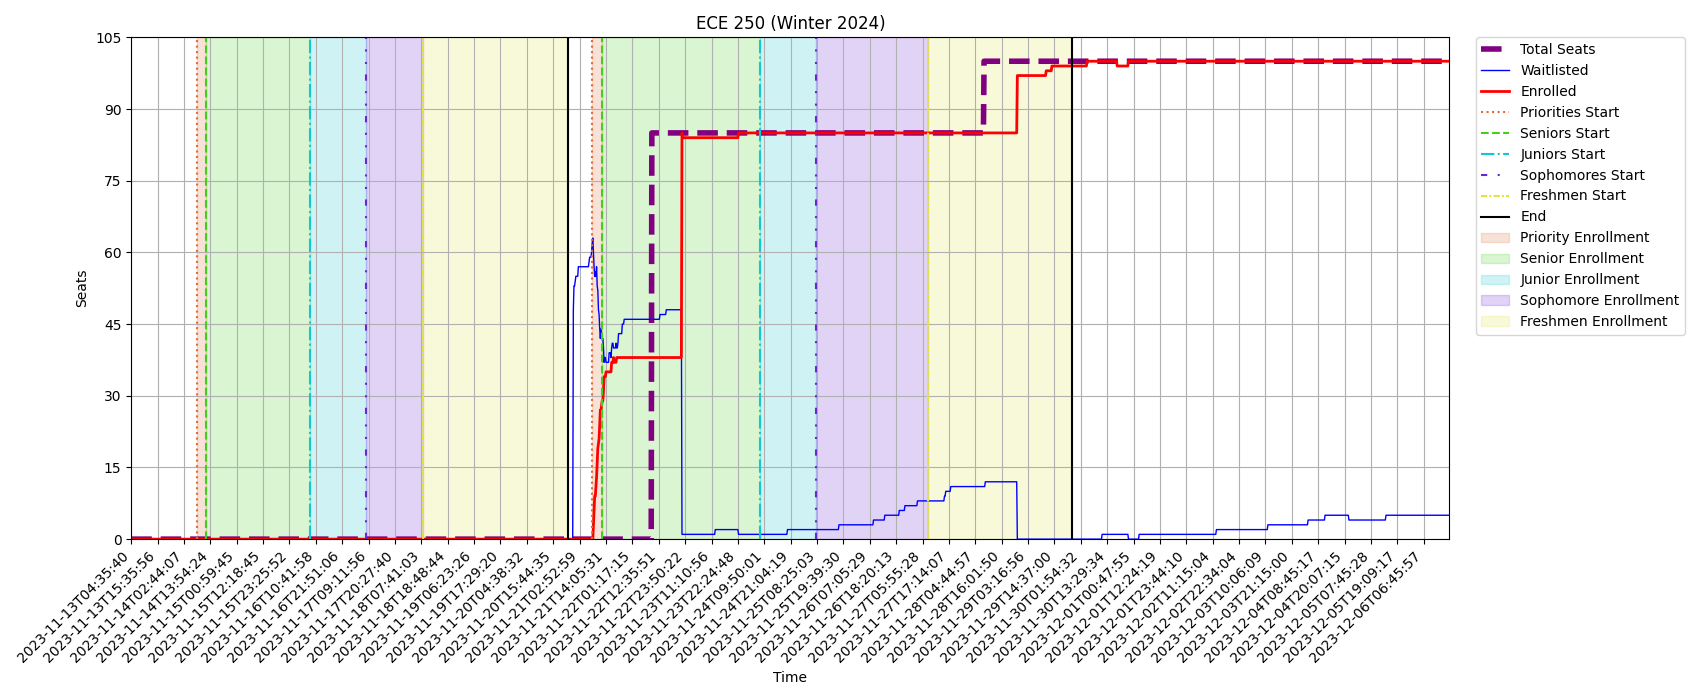 ECE 250 (Winter 2024)
105
90
75
60
45
30
15
0
Seats
2023-11-13T04:35:40
2023-11-13T15:35:56
2023-11-14T02:44:07
2023-11-14T13:54:24
2023-11-15T00:59:45
2023-11-15T12:18:45
2023-11-15T23:25:52
2023-11-16T10:41:58
2023-11-16T21:51:06
2023-11-17T09:11:56
2023-11-17T20:27:40
2023-11-18T07:41:03
2023-11-18T18:48:44
2023-11-19T06:23:26
2023-11-19T17:29:20
2023-11-20T04:38:32
2023-11-20T15:44:35
2023-11-21T02:52:59
2023-11-21T14:05:31
2023-11-22T01:17:15
2023-11-22T12:35:51
2023-11-22T23:50:22
2023-11-23T11:10:56
2023-11-23T22:24:48
2023-11-24T09:50:01
2023-11-24T21:04:19
2023-11-25T08:25:03
2023-11-25T19:39:30
2023-11-26T07:05:29
2023-11-26T18:20:13
2023-11-27T05:55:28
2023-11-27T17:14:07
2023-11-28T04:44:57
2023-11-28T16:01:50
2023-11-29T03:16:56
2023-11-29T14:37:00
2023-11-30T01:54:32
2023-11-30T13:29:34
2023-12-01T00:47:55
2023-12-01T12:24:19
2023-12-01T23:44:10
2023-12-02T11:15:04
2023-12-02T22:34:04
2023-12-03T10:06:09
2023-12-03T21:15:00
2023-12-04T08:45:17
2023-12-04T20:07:15
2023-12-05T07:45:28
2023-12-05T19:09:17
2023-12-06T06:45:57
Time
Total Seats
Waitlisted
Enrolled
Priorities Start
Seniors Start
Juniors Start
Sophomores Start
Freshmen Start
End
Priority Enrollment
Senior Enrollment
Junior Enrollment
Sophomore Enrollment
Freshmen Enrollment